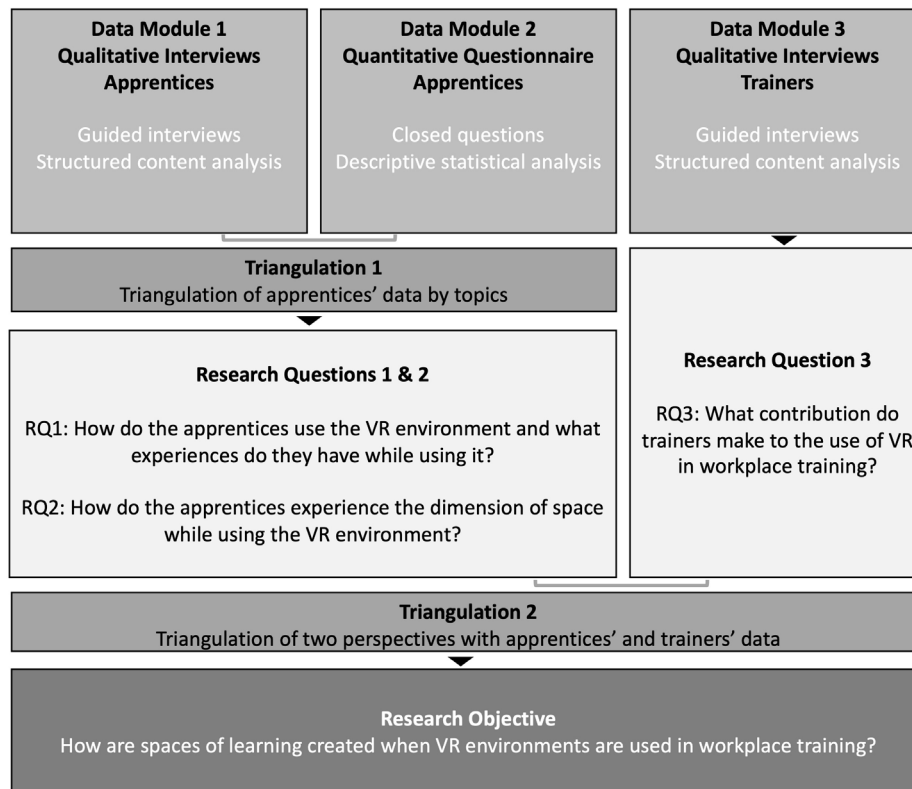 Data Module 1
Qualitative Interviews
Apprentices
Guided interviews
Structured content analysis
Data Module 2
Quantitative Questionnaire
Apprentices
Closed questions
Descriptive statistical analysis
Data Module 3
Qualitative Interviews
Trainers
Guided interviews
Structured content analysis
Triangulation 1
Triangulation of apprentices’ data by topics
Research Questions 1 & 2
RQ1: How do the apprentices use the VR environment and what
experiences do they have while using it?
RQ2: How do the apprentices experience the dimension of space
while using the VR environment?
Research Question 3
RQ3: What contribution do
trainers make to the use of VR
in workplace training?
Triangulation 2
Triangulation of two perspectives with apprentices’ and trainers’ data
Research Objective
How are spaces of learning created when VR environments are used in workplace training?